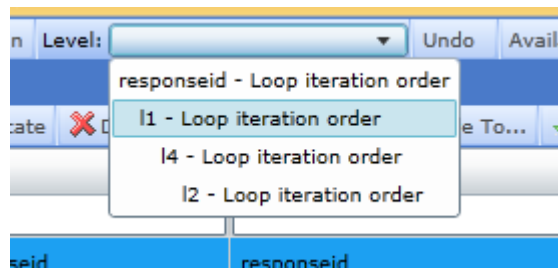 n Level: Undo Avail
responseid - Loop iteration order
l1 - Loop iteration order
cate D e To...
l4 - Loop iteration order
l2 - Loop iteration order
seid responseid